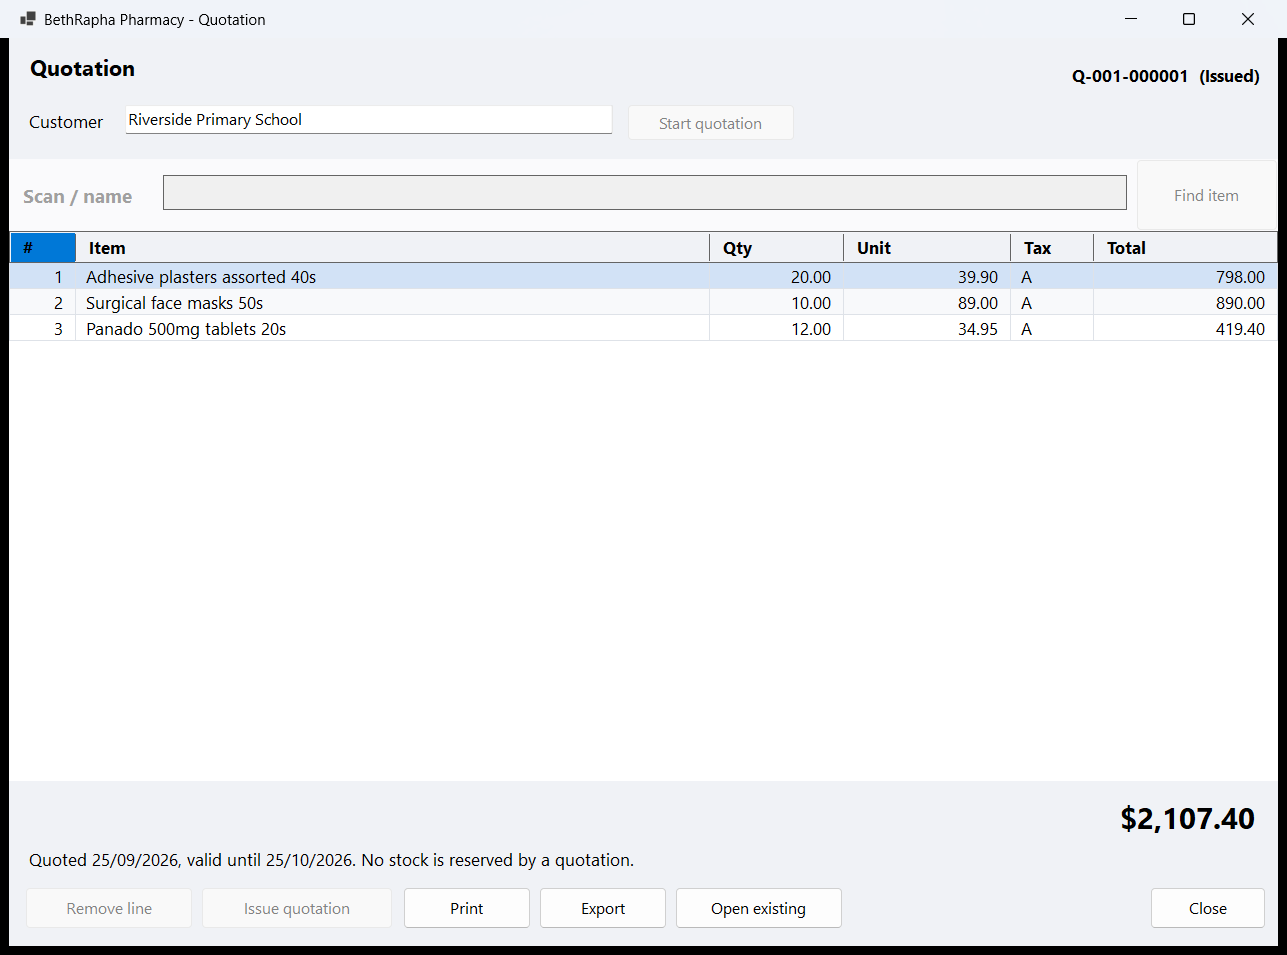 BethRapha Pharmacy - Quotation
Quotation
Q-001-000001 (Issued)
Customer Riverside Primary School Start quotation
Scan / name Find item
# Item Qty Unit Tax Total
1 Adhesive plasters assorted 40s 20.00 39.90 A 798.00
2 Surgical face masks 50s 10.00 89.00 A 890.00
3 Panado 500mg tablets 20s 12.00 34.95 A 419.40
$2,107.40
Quoted 25/09/2026, valid until 25/10/2026. No stock is reserved by a quotation.
Remove line Issue quotation Print Export Open existing Close